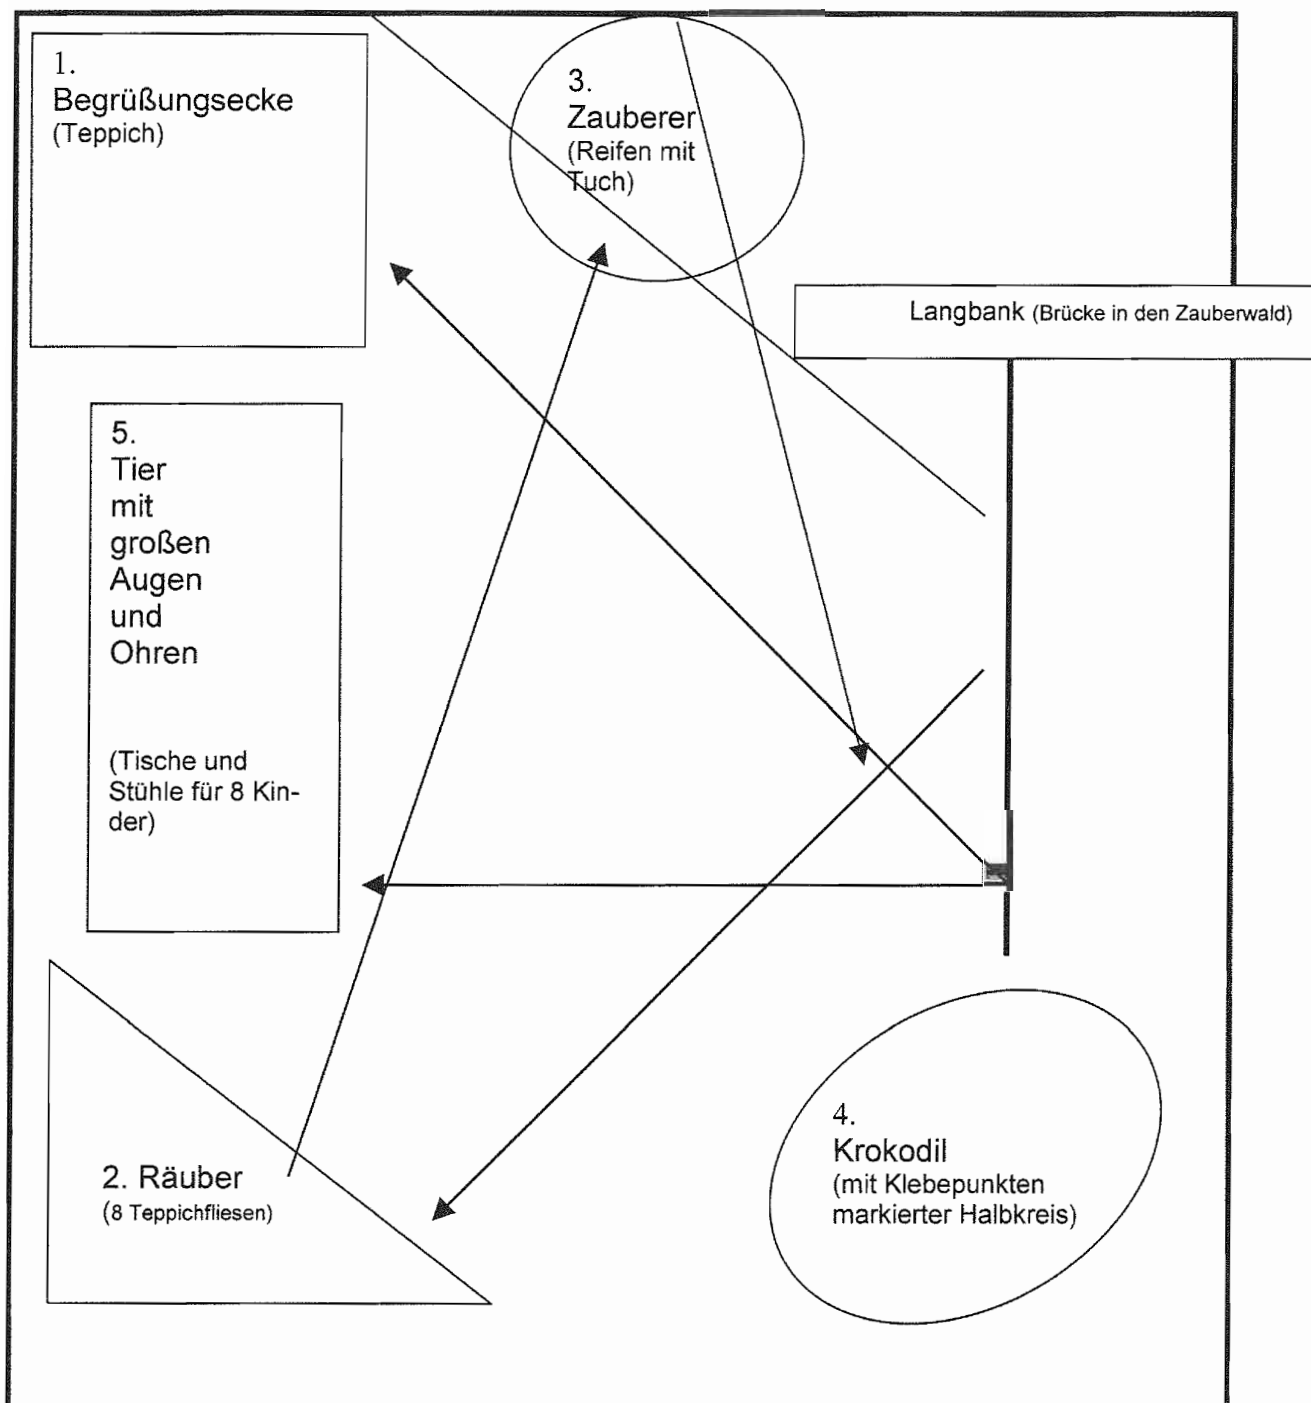 1.
Begrüßungsecke
(Teppich)
3.
Zauberer
(Reifen mit
Tuch)
Langbank (Brücke in den Zauberwald)
5.
Tier
mit
großen
Augen
und
Ohren
(Tische und
Stühle für 8 Kin-
der)
2. Räuber
(8 Teppichfliesen)
4.
Krokodil
(mit Klebepunkten
markierter Halbkreis)